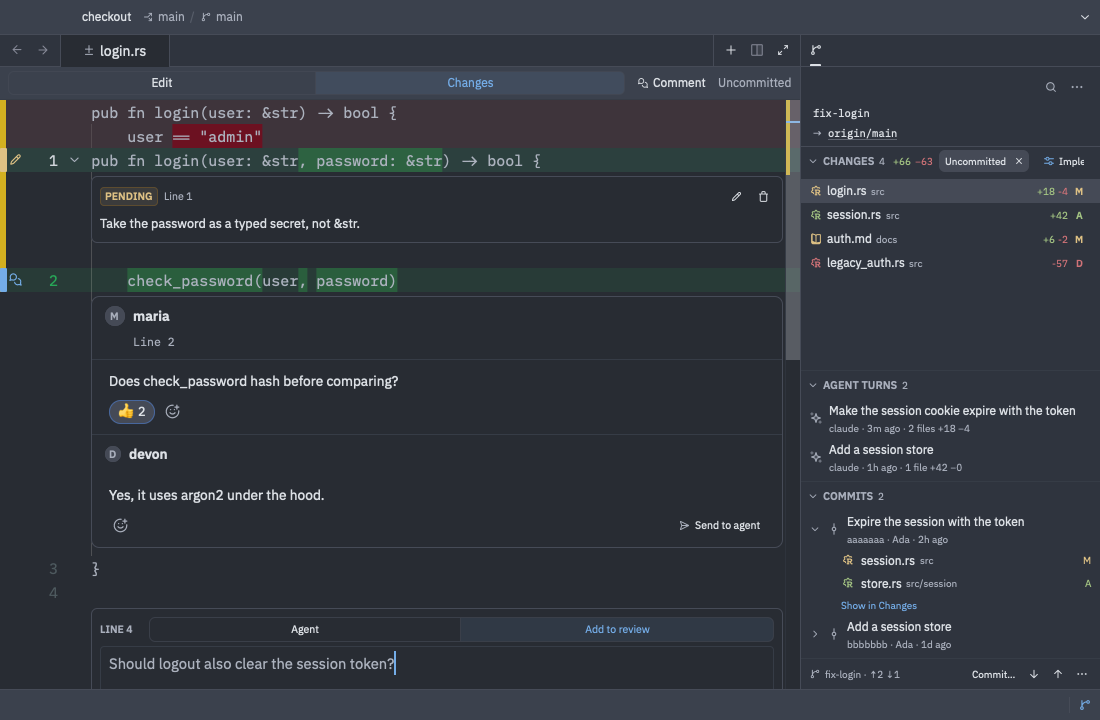 checkout main / main
login.rs
Edit
Changes
Comment
Uncommitted
pub fn login(user: &str) -> bool {
user == "admin"
1 pub fn login(user: &str, password: &str) -> bool {
PENDING Line 1
Take the password as a typed secret, not &str.
2 check_password(user, password)
M maria
Line 2
Does check_password hash before comparing?
👍 2
D devon
Yes, it uses argon2 under the hood.
Send to agent
3 }
4
LINE 4
Agent
Add to review
Should logout also clear the session token?
fix-login
→ origin/main
CHANGES 4 +66 −63 Uncommitted × Imple
login.rs src +18 -4 M
session.rs src +42 A
auth.md docs +6 -2 M
legacy_auth.rs src -57 D
AGENT TURNS 2
Make the session cookie expire with the token
claude · 3m ago · 2 files +18 −4
Add a session store
claude · 1h ago · 1 file +42 −0
COMMITS 2
Expire the session with the token
aaaaaaa · Ada · 2h ago
session.rs src M
store.rs src/session A
Show in Changes
Add a session store
bbbbbbb · Ada · 1d ago
fix-login · ↑2 ↓1 Commit... ↓ ↑ ···